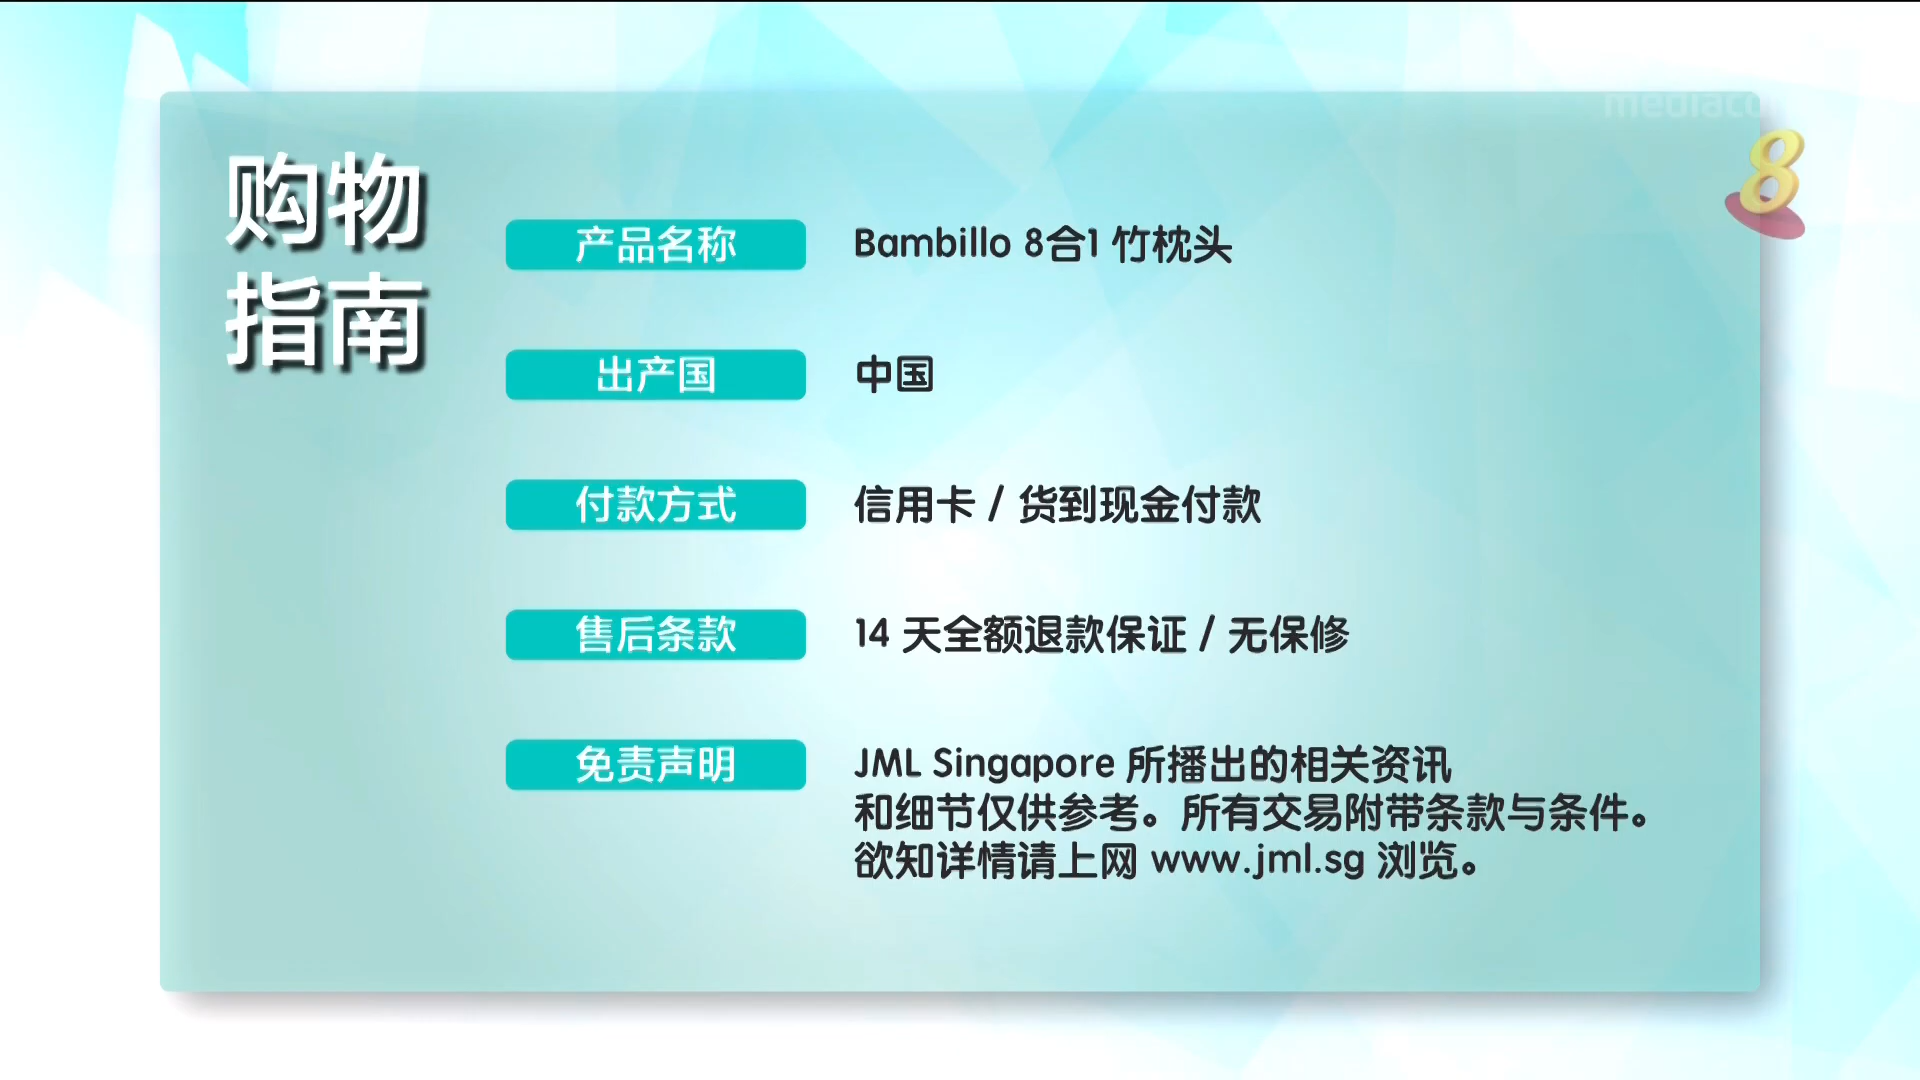 mediacorp
8
购物
指南
产品名称
Bambillo 8合1 竹枕头
出产国
中国
付款方式
信用卡 / 货到现金付款
售后条款
14 天全额退款保证 / 无保修
免责声明
JML Singapore 所播出的相关资讯
和细节仅供参考。所有交易附带条款与条件。
欲知详情请上网 www.jml.sg 浏览。